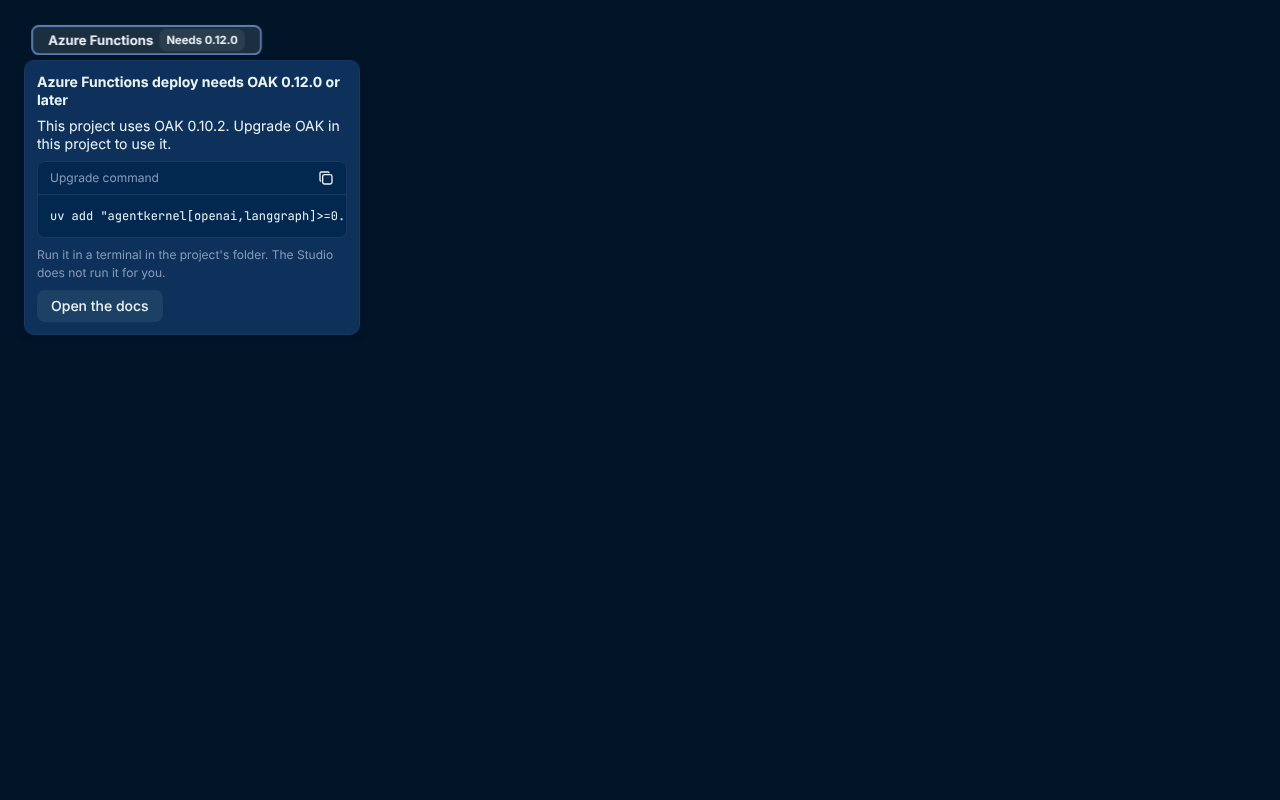 Azure Functions Needs 0.12.0
Azure Functions deploy needs OAK 0.12.0 or
later
This project uses OAK 0.10.2. Upgrade OAK in
this project to use it.
Upgrade command
uv add "agentkernel[openai,langgraph]>=0.
Run it in a terminal in the project's folder. The Studio
does not run it for you.
Open the docs